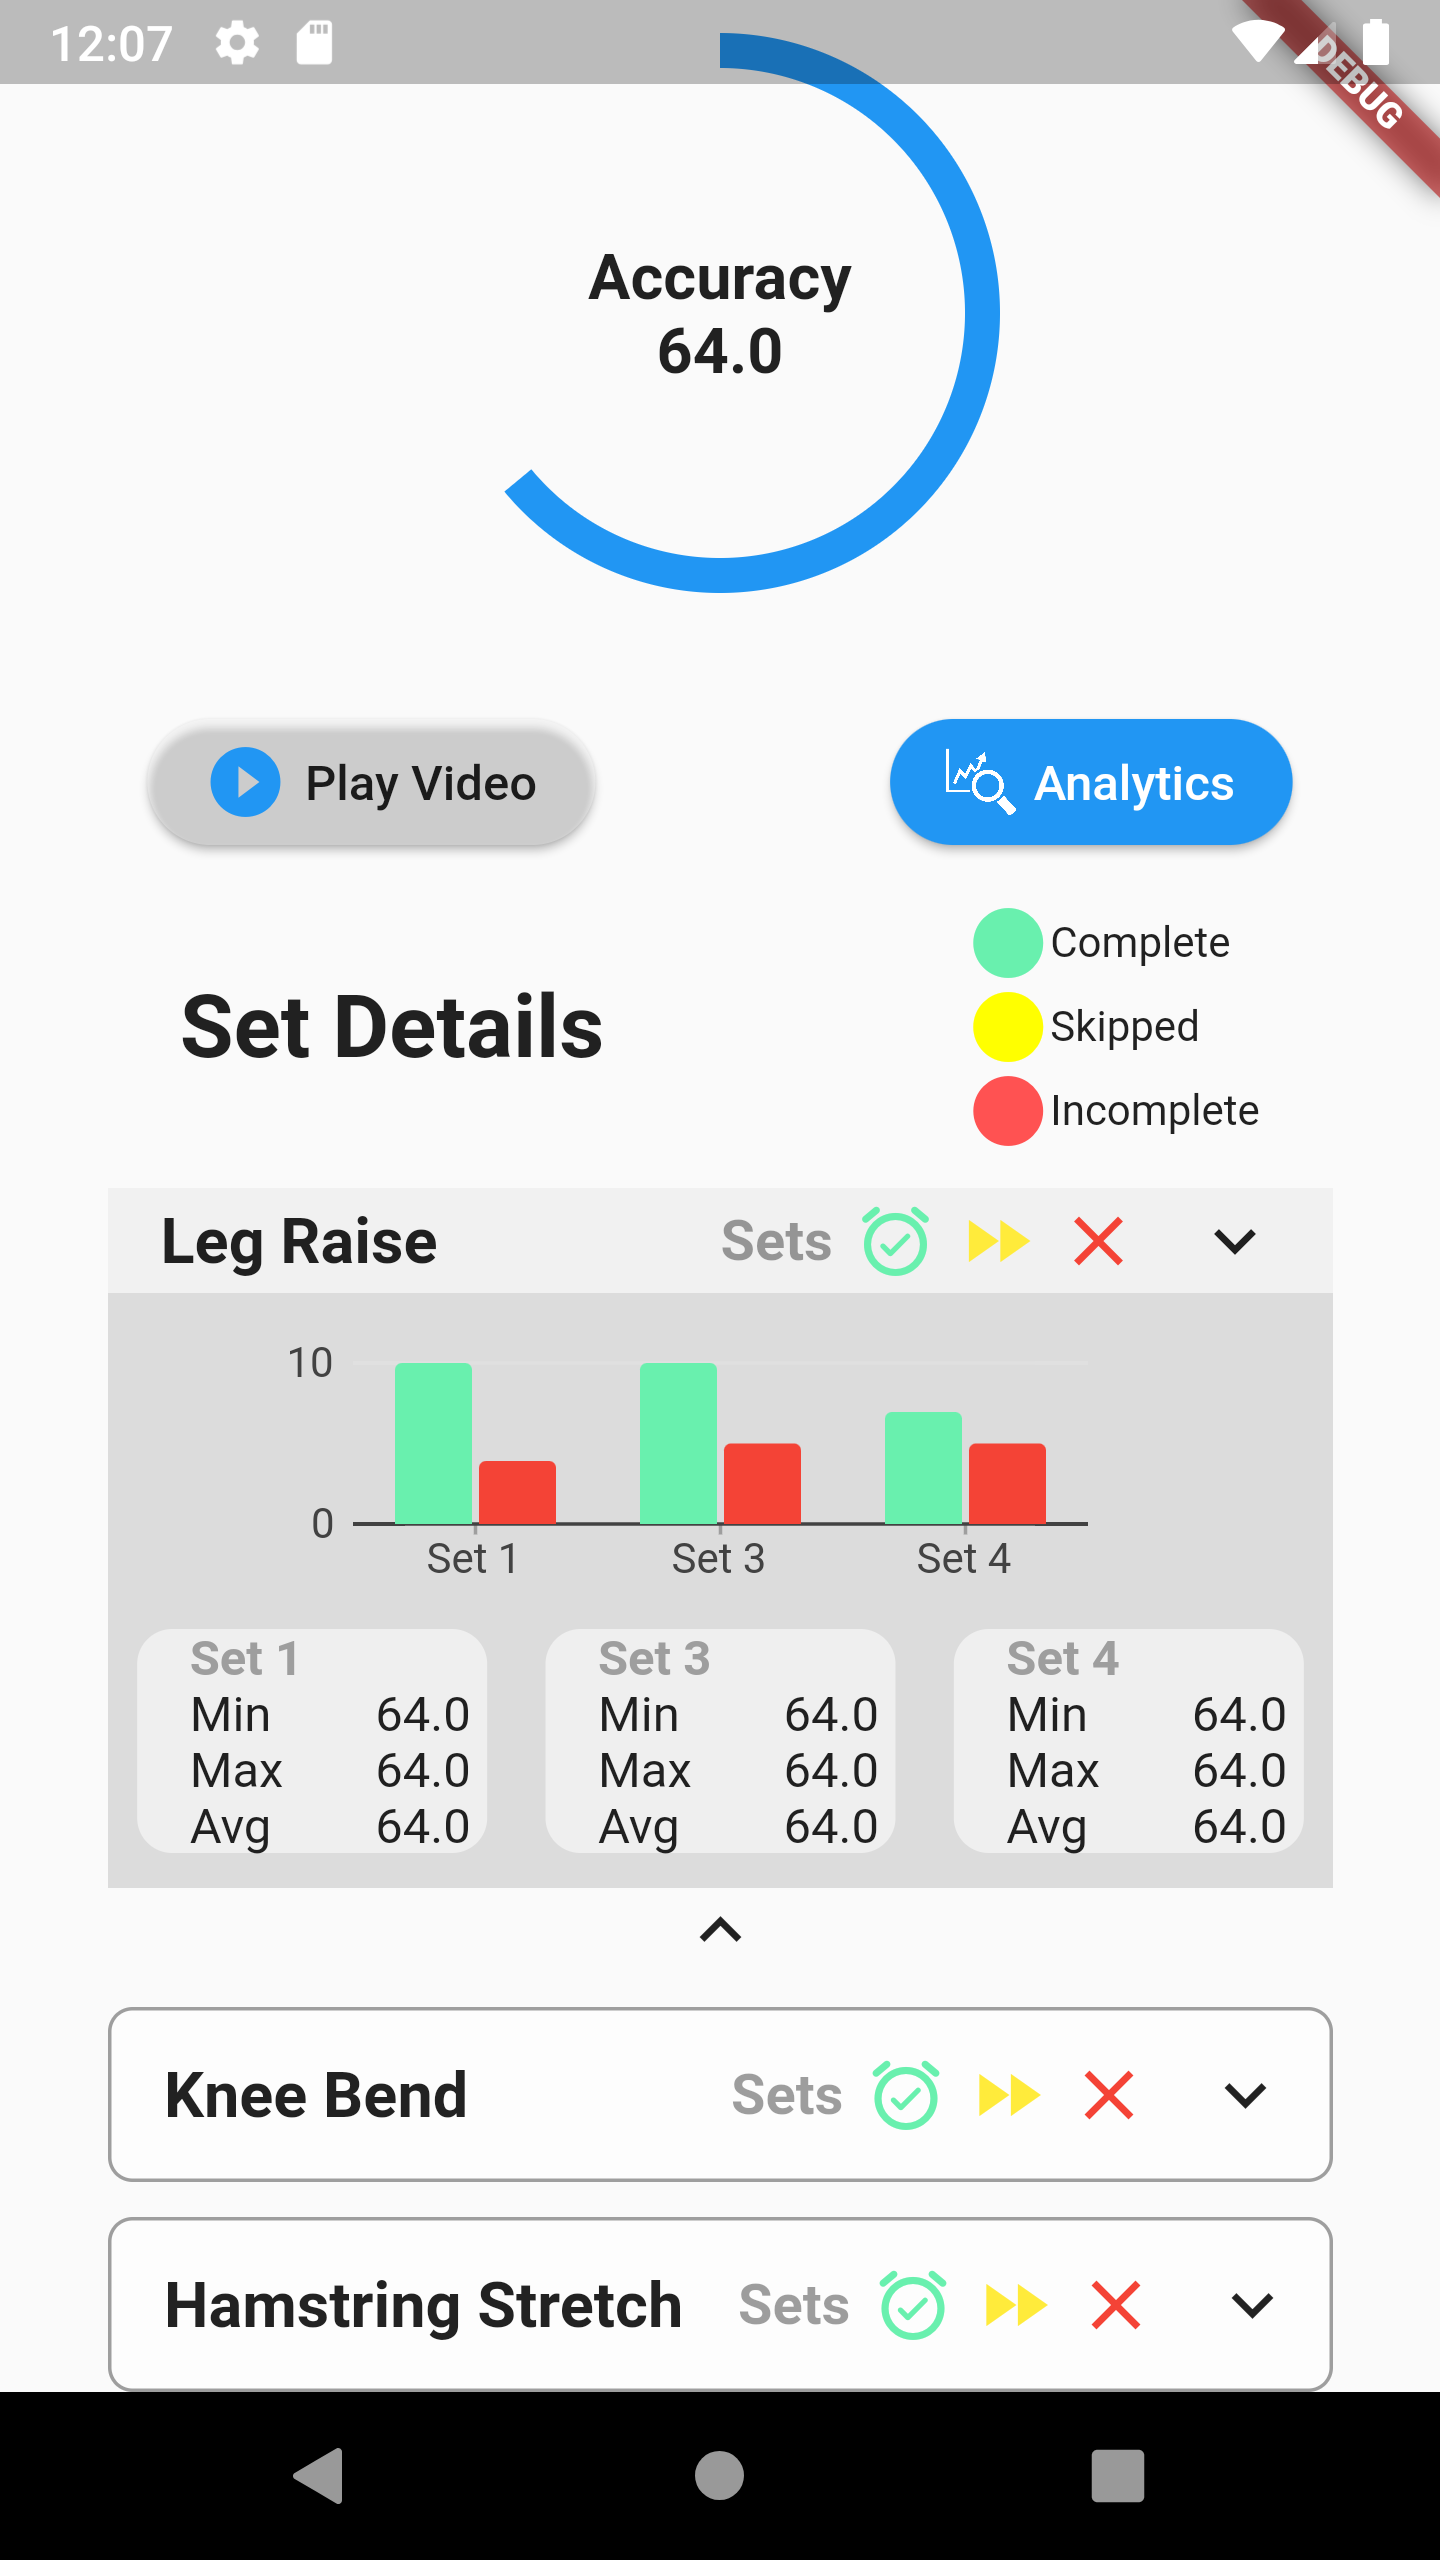 12:07
DEBUG
Accuracy
64.0
Play Video
Analytics
Complete
Skipped
Incomplete
Set Details
Leg Raise Sets
10
0
Set 1 Set 3 Set 4
Set 1 Set 3 Set 4
Min 64.0 Min 64.0 Min 64.0
Max 64.0 Max 64.0 Max 64.0
Avg 64.0 Avg 64.0 Avg 64.0
Knee Bend Sets
Hamstring Stretch Sets